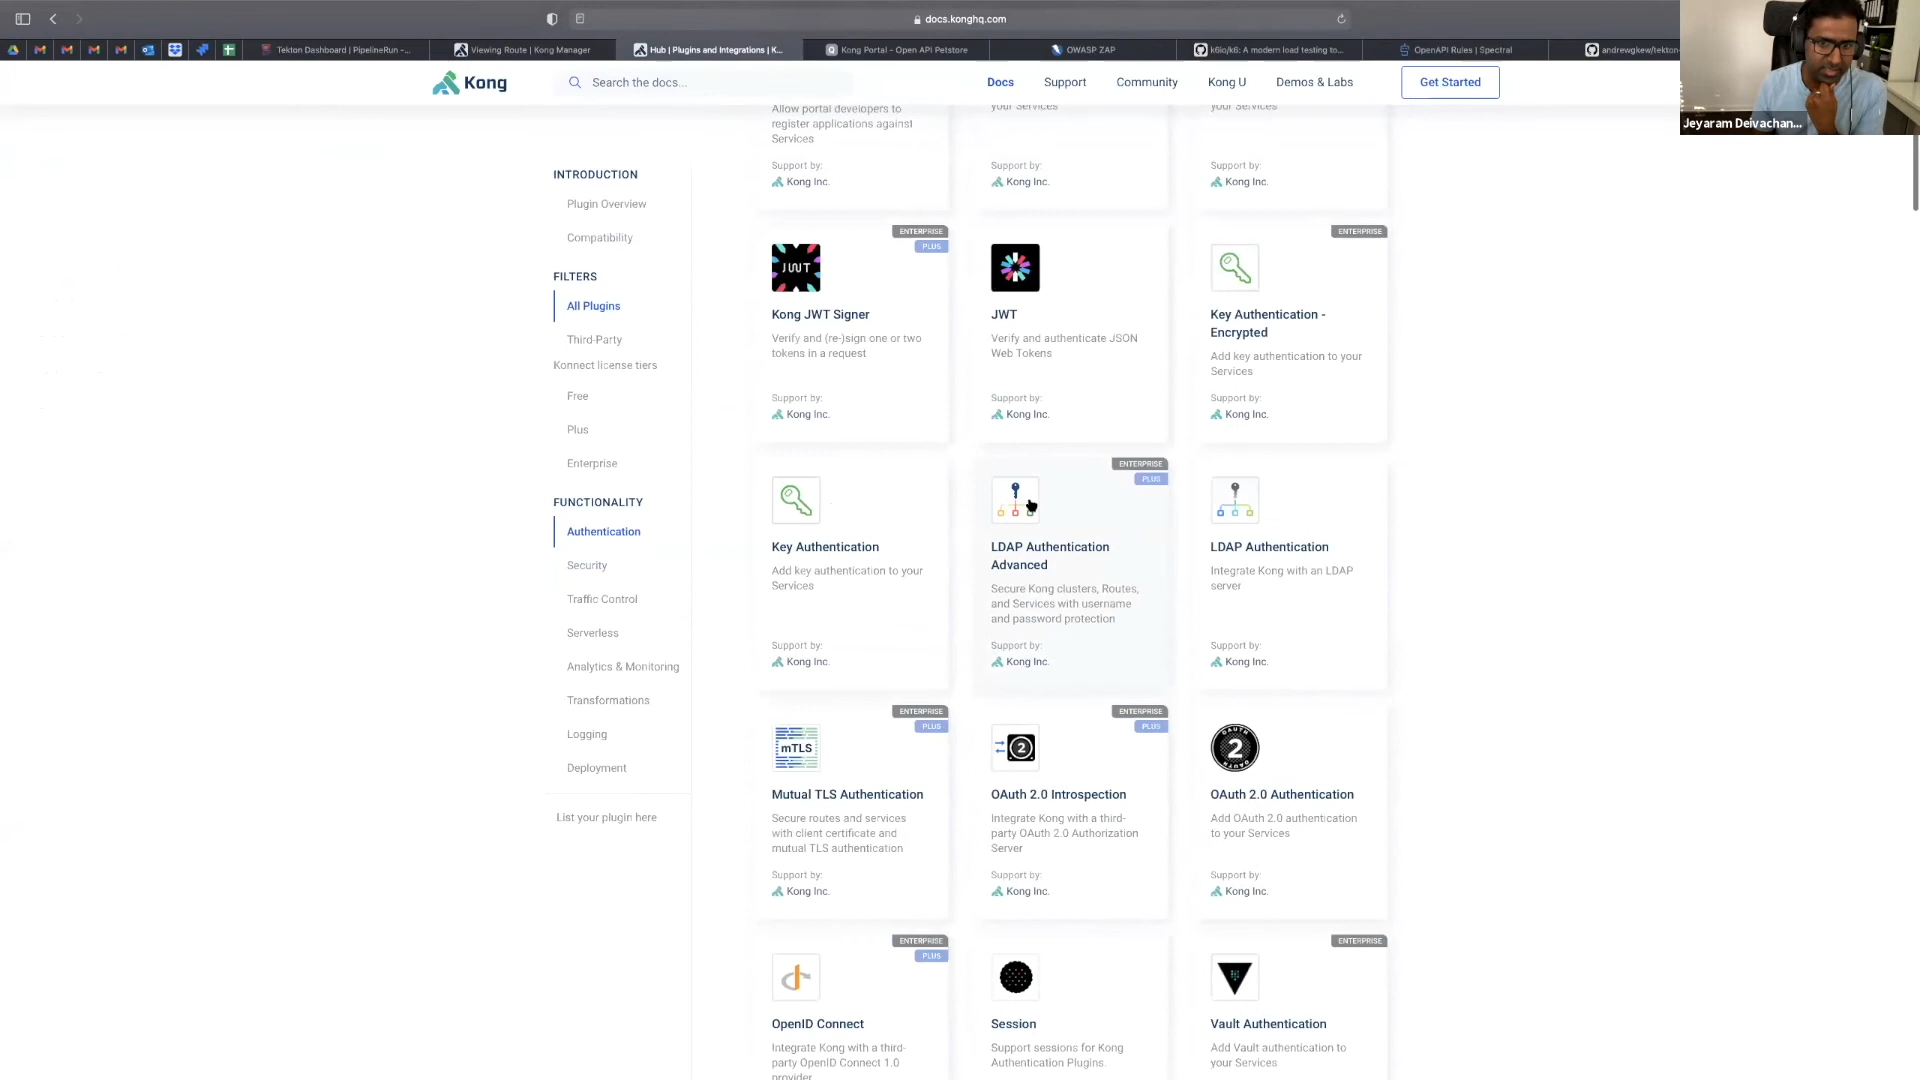 docs.konghq.com
Tekton Dashboard | PipelineRun -...
Viewing Route | Kong Manager
Hub | Plugins and Integrations | K...
Kong Portal - Open API Petstore
OWASP ZAP
k6io/k6: A modern load testing to...
OpenAPI Rules | Spectral
andrewgkew/tekton
Jeyaram Deivachan...
Kong
Search the docs...
Docs
Support
Community
Kong U
Demos & Labs
Get Started
INTRODUCTION
Plugin Overview
Compatibility
FILTERS
All Plugins
Third-Party
Konnect license tiers
Free
Plus
Enterprise
FUNCTIONALITY
Authentication
Security
Traffic Control
Serverless
Analytics & Monitoring
Transformations
Logging
Deployment
List your plugin here
Allow portal developers to
register applications against
Services
Support by:
Kong Inc.
your Services
Support by:
Kong Inc.
your Services
Support by:
Kong Inc.
ENTERPRISE
PLUS
JWT
Kong JWT Signer
Verify and (re-)sign one or two
tokens in a request
Support by:
Kong Inc.
JWT
Verify and authenticate JSON
Web Tokens
Support by:
Kong Inc.
ENTERPRISE
Key Authentication -
Encrypted
Add key authentication to your
Services
Support by:
Kong Inc.
Key Authentication
Add key authentication to your
Services
Support by:
Kong Inc.
ENTERPRISE
PLUS
LDAP Authentication
Advanced
Secure Kong clusters, Routes,
and Services with username
and password protection
Support by:
Kong Inc.
LDAP Authentication
Integrate Kong with an LDAP
server
Support by:
Kong Inc.
ENTERPRISE
PLUS
mTLS
Mutual TLS Authentication
Secure routes and services
with client certificate and
mutual TLS authentication
Support by:
Kong Inc.
ENTERPRISE
PLUS
2
OAuth 2.0 Introspection
Integrate Kong with a third-
party OAuth 2.0 Authorization
Server
Support by:
Kong Inc.
OAUTH
2
OAUTH
OAuth 2.0 Authentication
Add OAuth 2.0 authentication
to your Services
Support by:
Kong Inc.
ENTERPRISE
PLUS
OpenID Connect
Integrate Kong with a third-
party OpenID Connect 1.0
provider
Session
Support sessions for Kong
Authentication Plugins.
ENTERPRISE
Vault Authentication
Add Vault authentication to
your Services